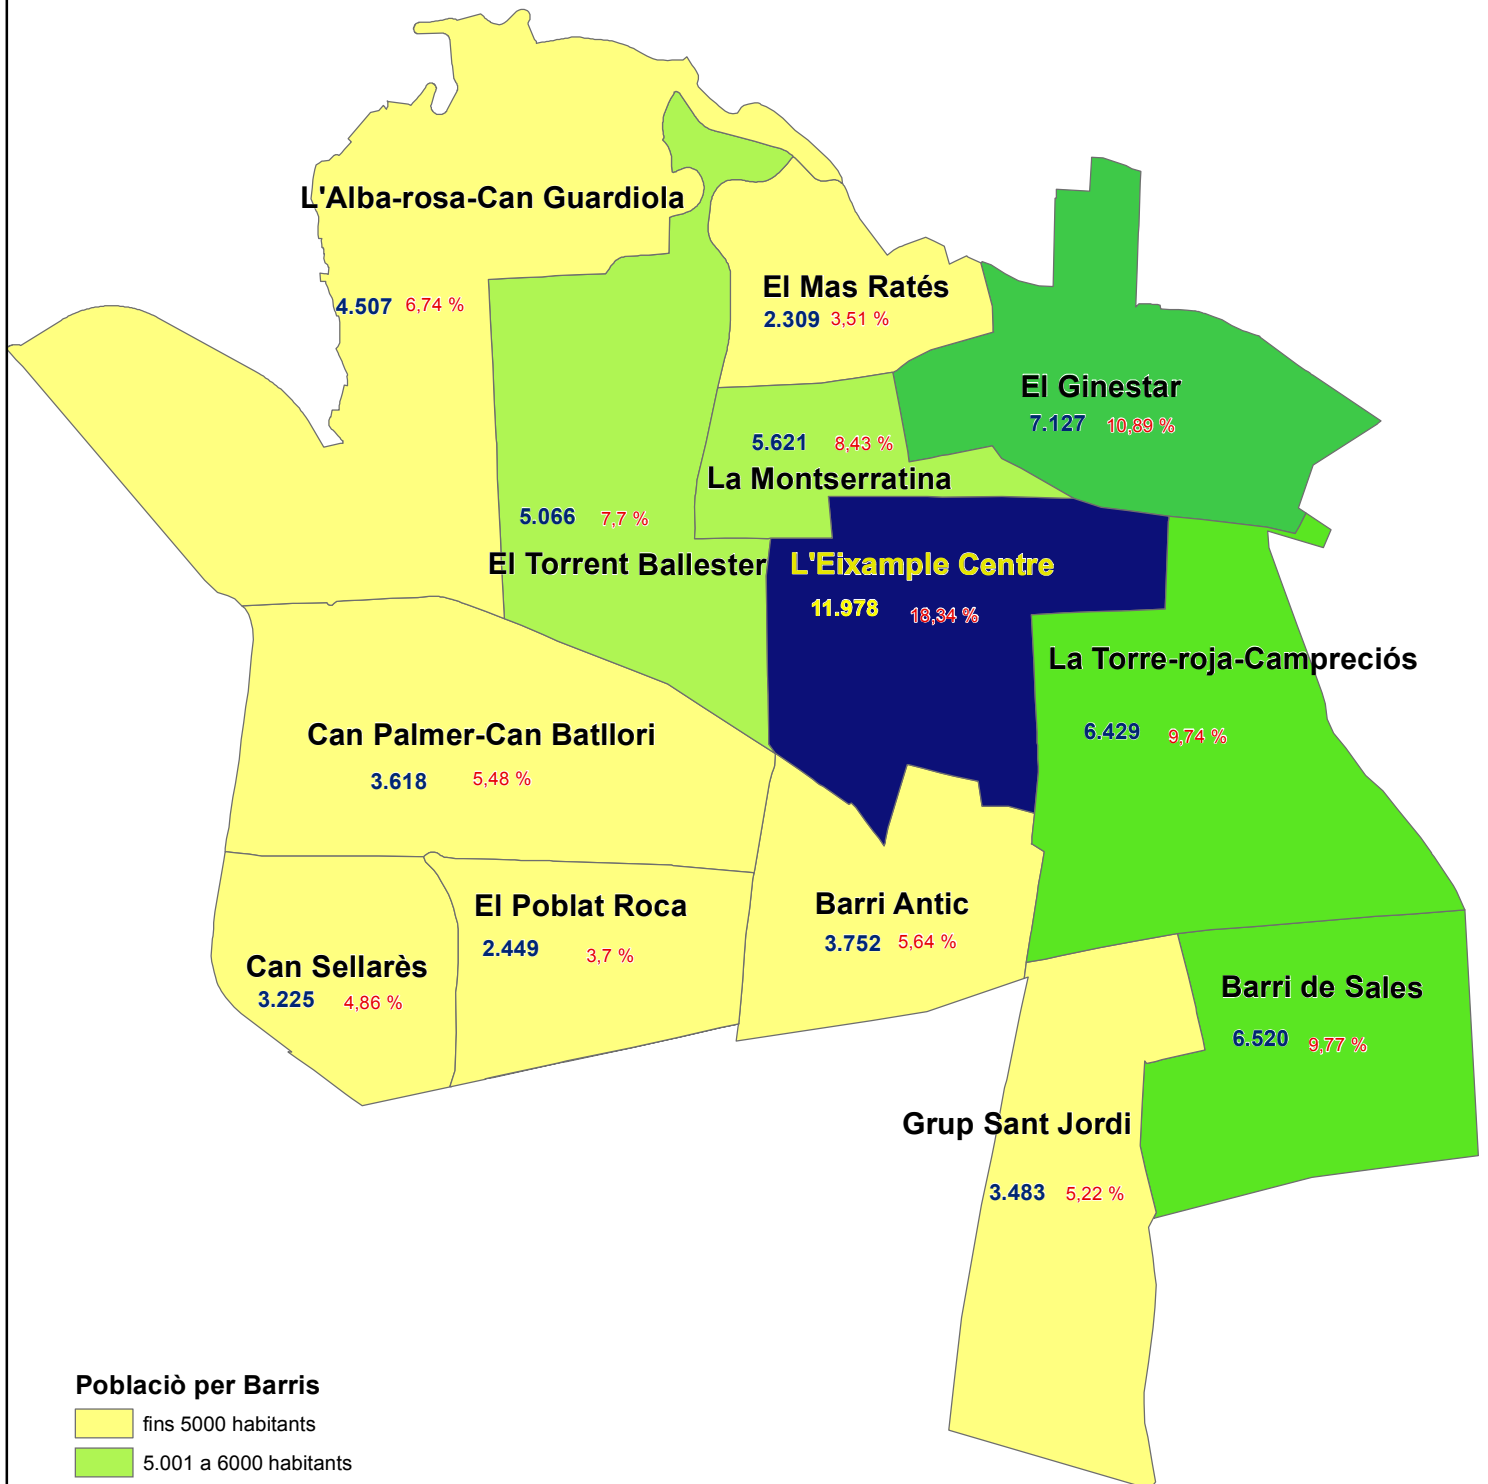 L'Alba-rosa-Can Guardiola
4.507 6,74 %
El Mas Ratés
2.309 3,51 %
El Ginestar
7.127 10,89 %
5.621 8,43 %
La Montserratina
5.066 7,7 %
El Torrent Ballester
L'Eixample Centre
11.978 18,34 %
La Torre-roja-Campreciós
6.429 9,74 %
Can Palmer-Can Batllori
3.618 5,48 %
El Poblat Roca
2.449 3,7 %
Barri Antic
3.752 5,64 %
Can Sellarès
3.225 4,86 %
Barri de Sales
6.520 9,77 %
Grup Sant Jordi
3.483 5,22 %
Poblaciò per Barris
fins 5000 habitants
5.001 a 6000 habitants